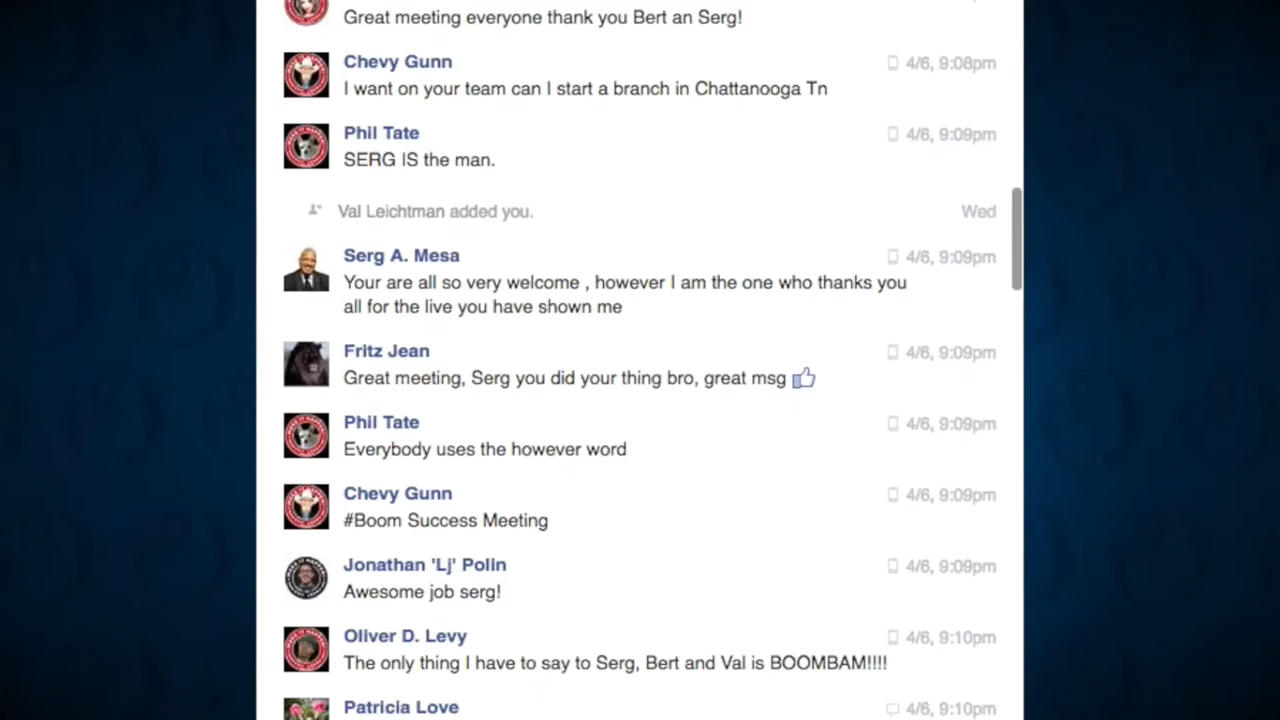 Great meeting everyone thank you Bert an Serg!
Chevy Gunn 4/6, 9:08pm
I want on your team can I start a branch in Chattanooga Tn
Phil Tate 4/6, 9:09pm
SERG IS the man.
Val Leichtman added you. Wed
Serg A. Mesa 4/6, 9:09pm
Your are all so very welcome , however I am the one who thanks you
all for the live you have shown me
Fritz Jean 4/6, 9:09pm
Great meeting, Serg you did your thing bro, great msg
Phil Tate 4/6, 9:09pm
Everybody uses the however word
Chevy Gunn 4/6, 9:09pm
#Boom Success Meeting
Jonathan 'Lj' Polin 4/6, 9:09pm
Awesome job serg!
Oliver D. Levy 4/6, 9:10pm
The only thing I have to say to Serg, Bert and Val is BOOMBAM!!!!
Patricia Love 4/6, 9:10pm